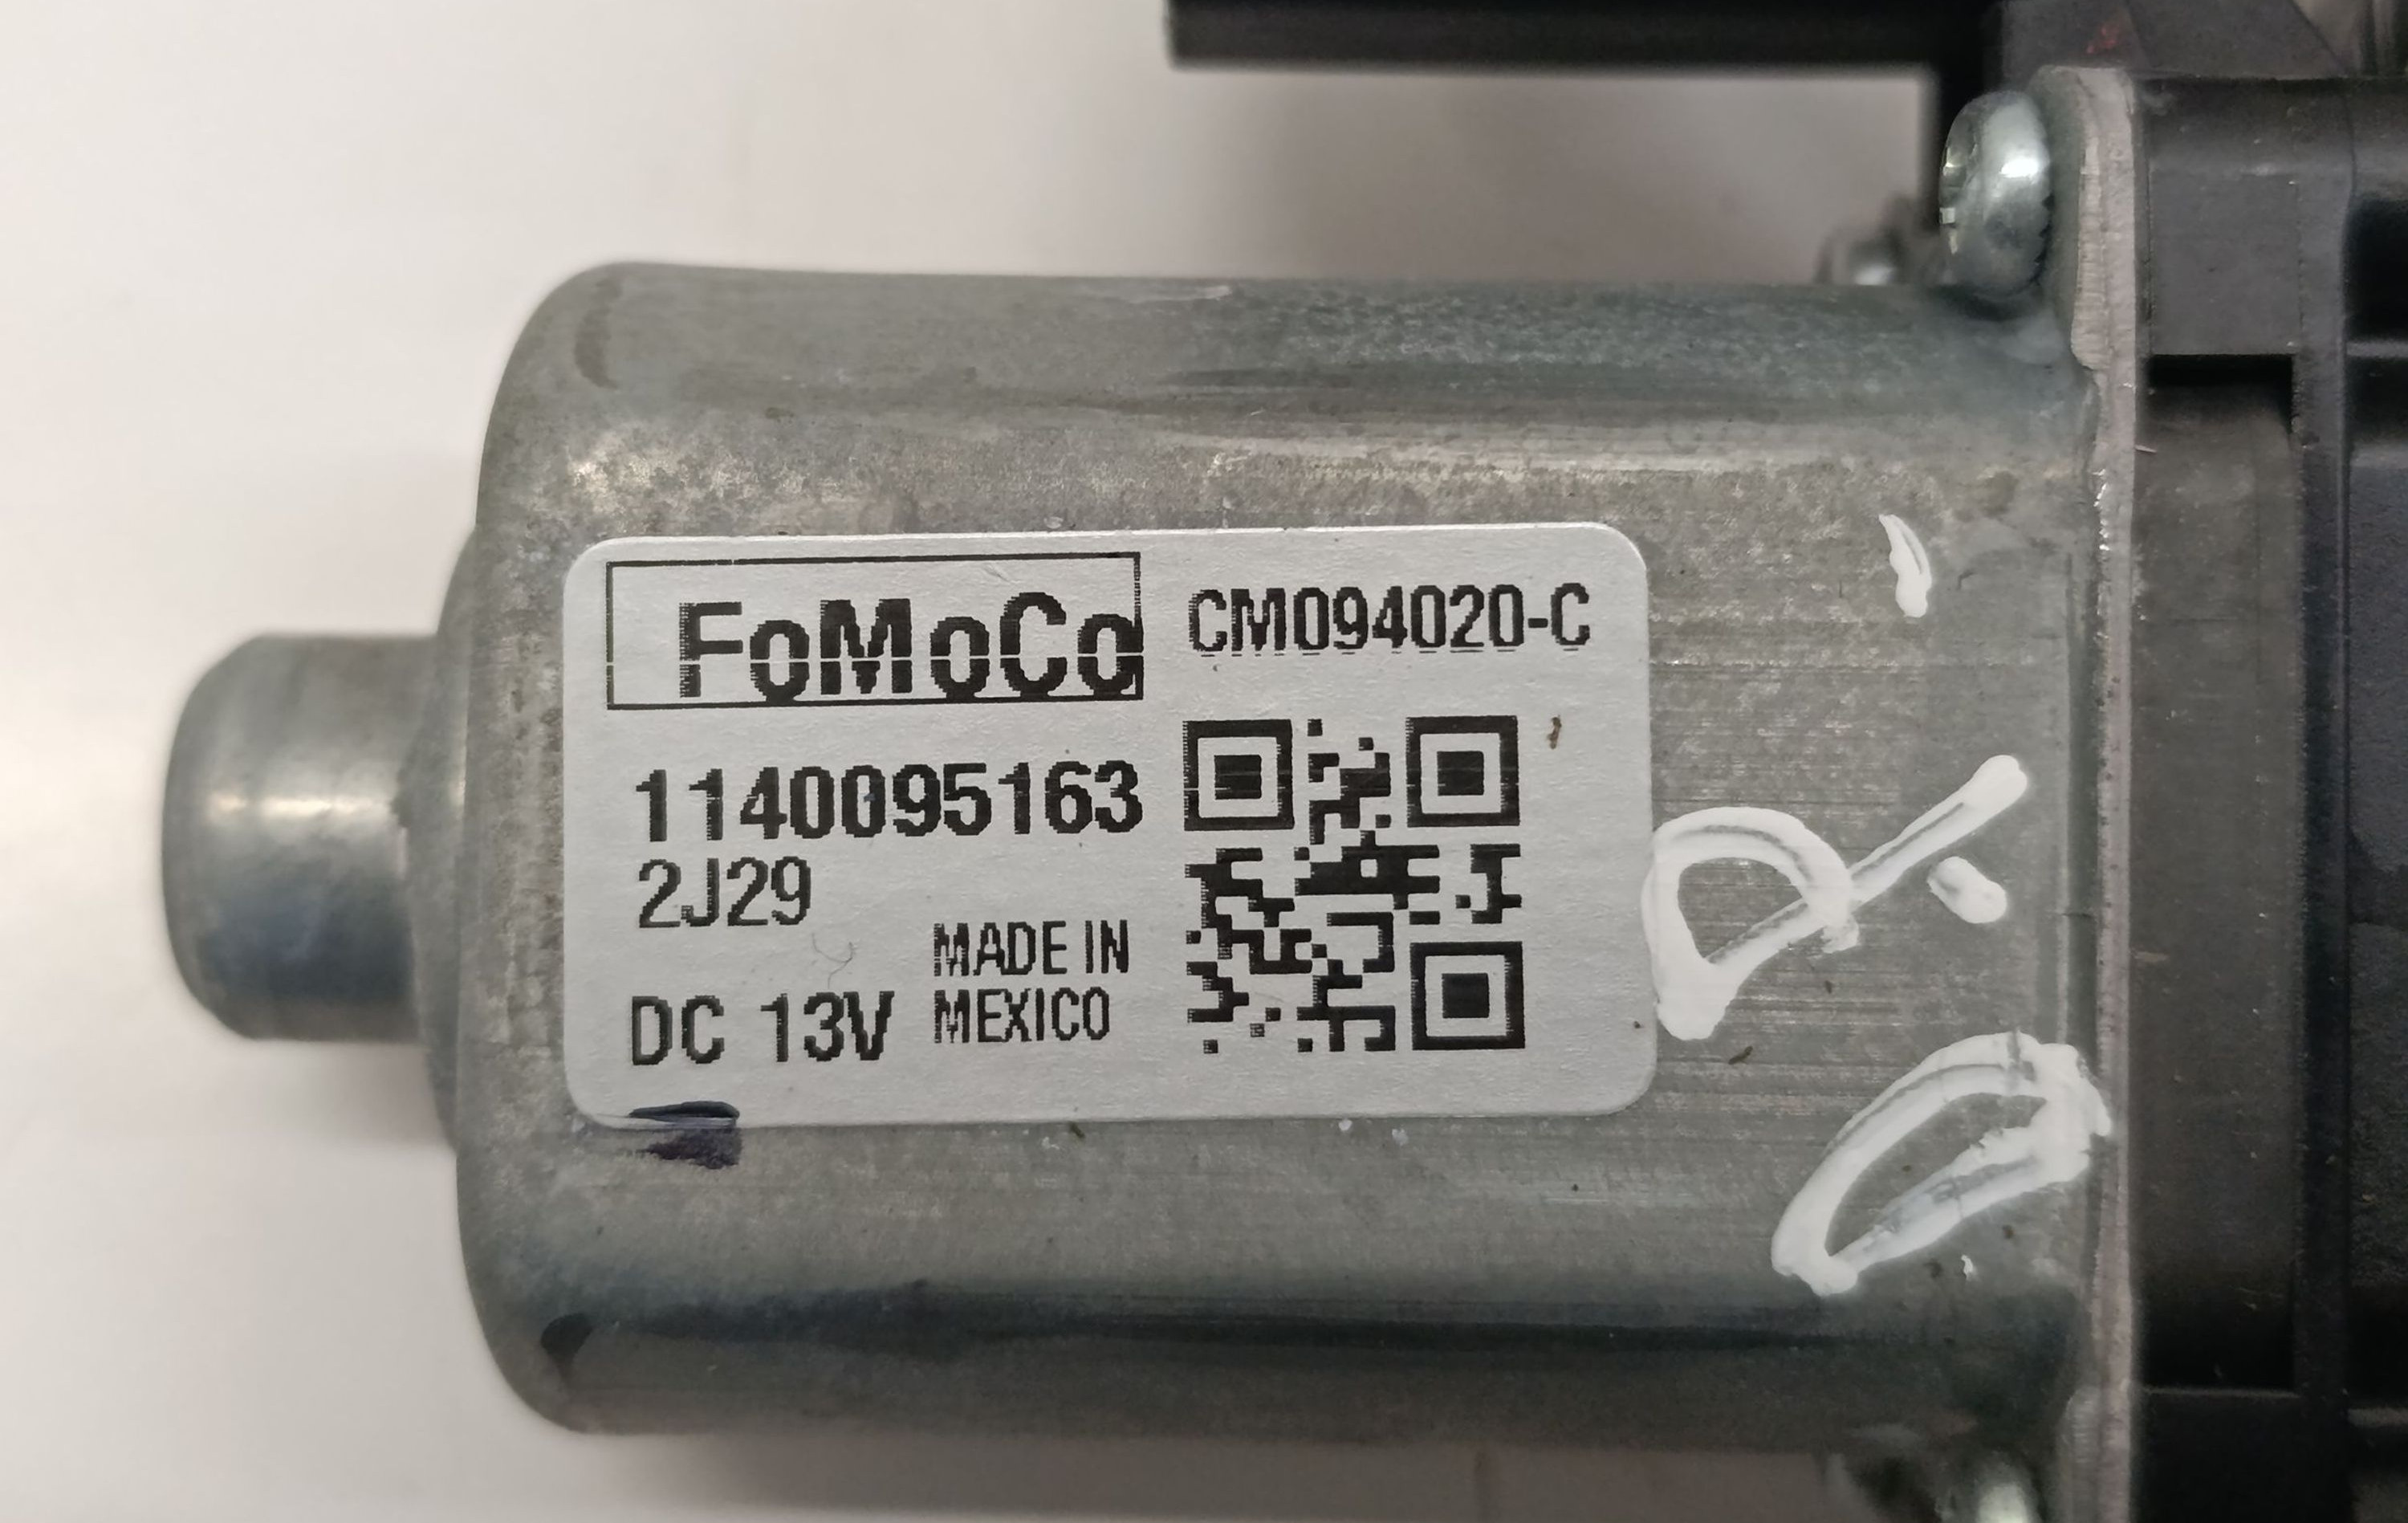 FoMoCo
CM094020-C
1140095163
2J29
DC 13V
MADE IN
MEXICO